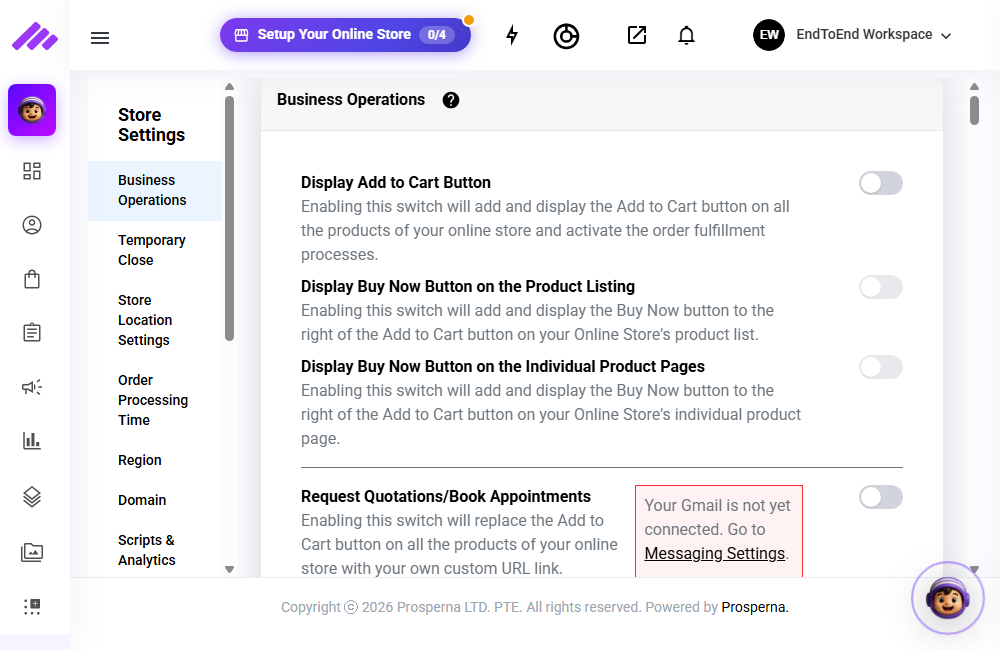 Setup Your Online Store 0/4
EW EndToEnd Workspace
Store
Settings
Business
Operations
Temporary
Close
Store
Location
Settings
Order
Processing
Time
Region
Domain
Scripts &
Analytics
Business Operations ?
Display Add to Cart Button
Enabling this switch will add and display the Add to Cart button on all
the products of your online store and activate the order fulfillment
processes.
Display Buy Now Button on the Product Listing
Enabling this switch will add and display the Buy Now button to the
right of the Add to Cart button on your Online Store's product list.
Display Buy Now Button on the Individual Product Pages
Enabling this switch will add and display the Buy Now button to the
right of the Add to Cart button on your Online Store's individual product
page.
Request Quotations/Book Appointments
Enabling this switch will replace the Add to
Cart button on all the products of your online
store with your own custom URL link.
Your Gmail is not yet
connected. Go to
Messaging Settings.
Copyright © 2026 Prosperna LTD. PTE. All rights reserved. Powered by Prosperna.